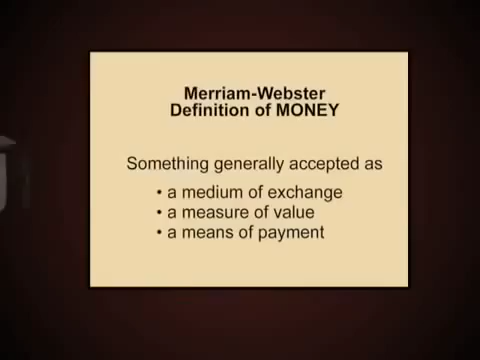 Merriam-Webster
Definition of MONEY
Something generally accepted as
• a medium of exchange
• a measure of value
• a means of payment